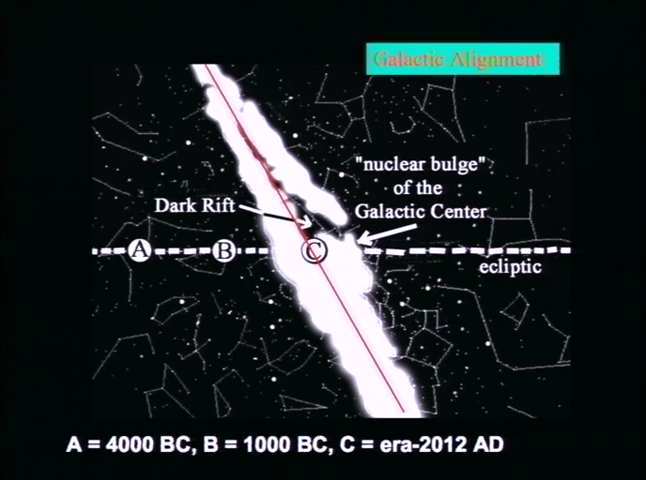 Galactic Alignment
"nuclear bulge"
of the
Galactic Center
Dark Rift
A
B
C
ecliptic
A = 4000 BC, B = 1000 BC, C = era-2012 AD